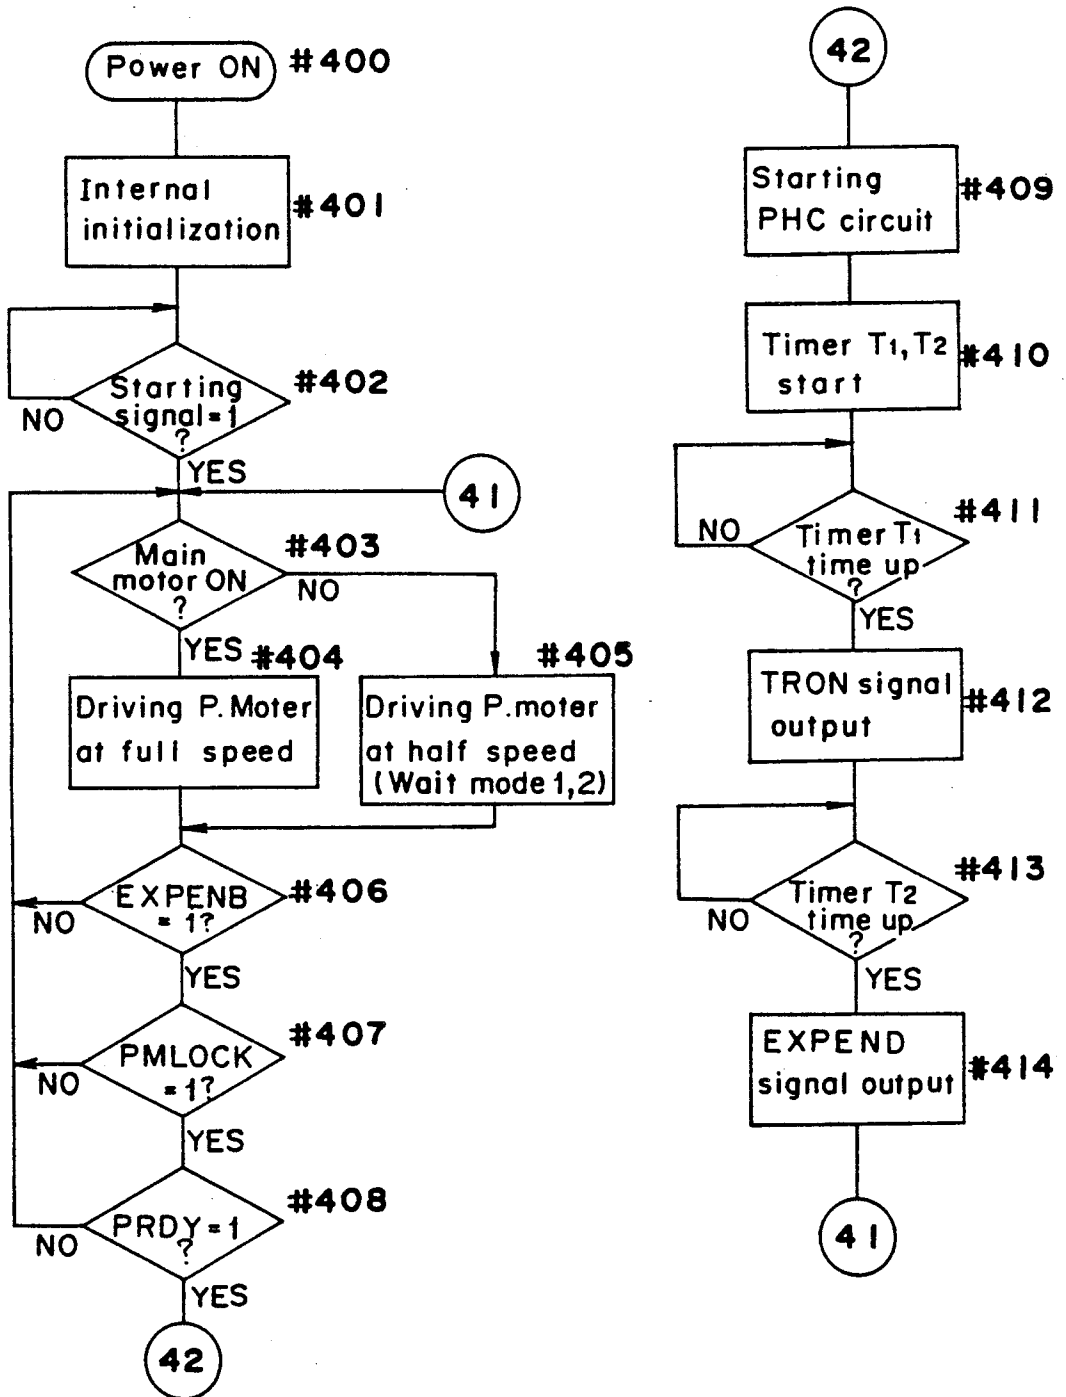 Power ON
#400
Internal
initialization
#401
Starting
signal=1
?
#402
NO
YES
41
Main
motor ON
?
#403
NO
YES
#404
Driving P. Moter
at full speed
#405
Driving P.moter
at half speed
(Wait mode 1,2)
EXPENB
= 1?
#406
NO
YES
PMLOCK
= 1?
#407
NO
YES
PRDY = 1
?
#408
NO
YES
42
42
Starting
PHC circuit
#409
Timer T1, T2
start
#410
Timer T1
time up
?
#411
NO
YES
TRON signal
output
#412
Timer T2
time up
?
#413
NO
YES
EXPEND
signal output
#414
41